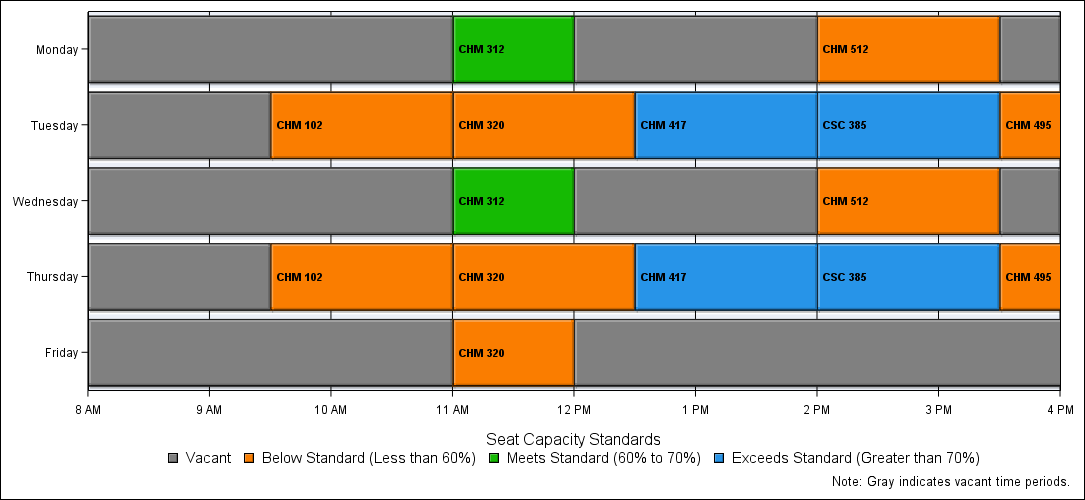 Monday
CHM 312
CHM 512
Tuesday
CHM 102
CHM 320
CHM 417
CSC 385
CHM 495
Wednesday
CHM 312
CHM 512
Thursday
CHM 102
CHM 320
CHM 417
CSC 385
CHM 495
Friday
CHM 320
8 AM 9 AM 10 AM 11 AM 12 PM 1 PM 2 PM 3 PM 4 PM
Seat Capacity Standards
Vacant Below Standard (Less than 60%) Meets Standard (60% to 70%) Exceeds Standard (Greater than 70%)
Note: Gray indicates vacant time periods.